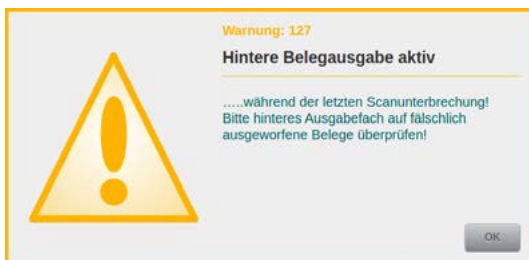 Warnung: 127
Hintere Belegausgabe aktiv
.....während der letzten Scanunterbrechung!
Bitte hinteres Ausgabefach auf fälschlich
ausgeworfene Belege überprüfen!
OK